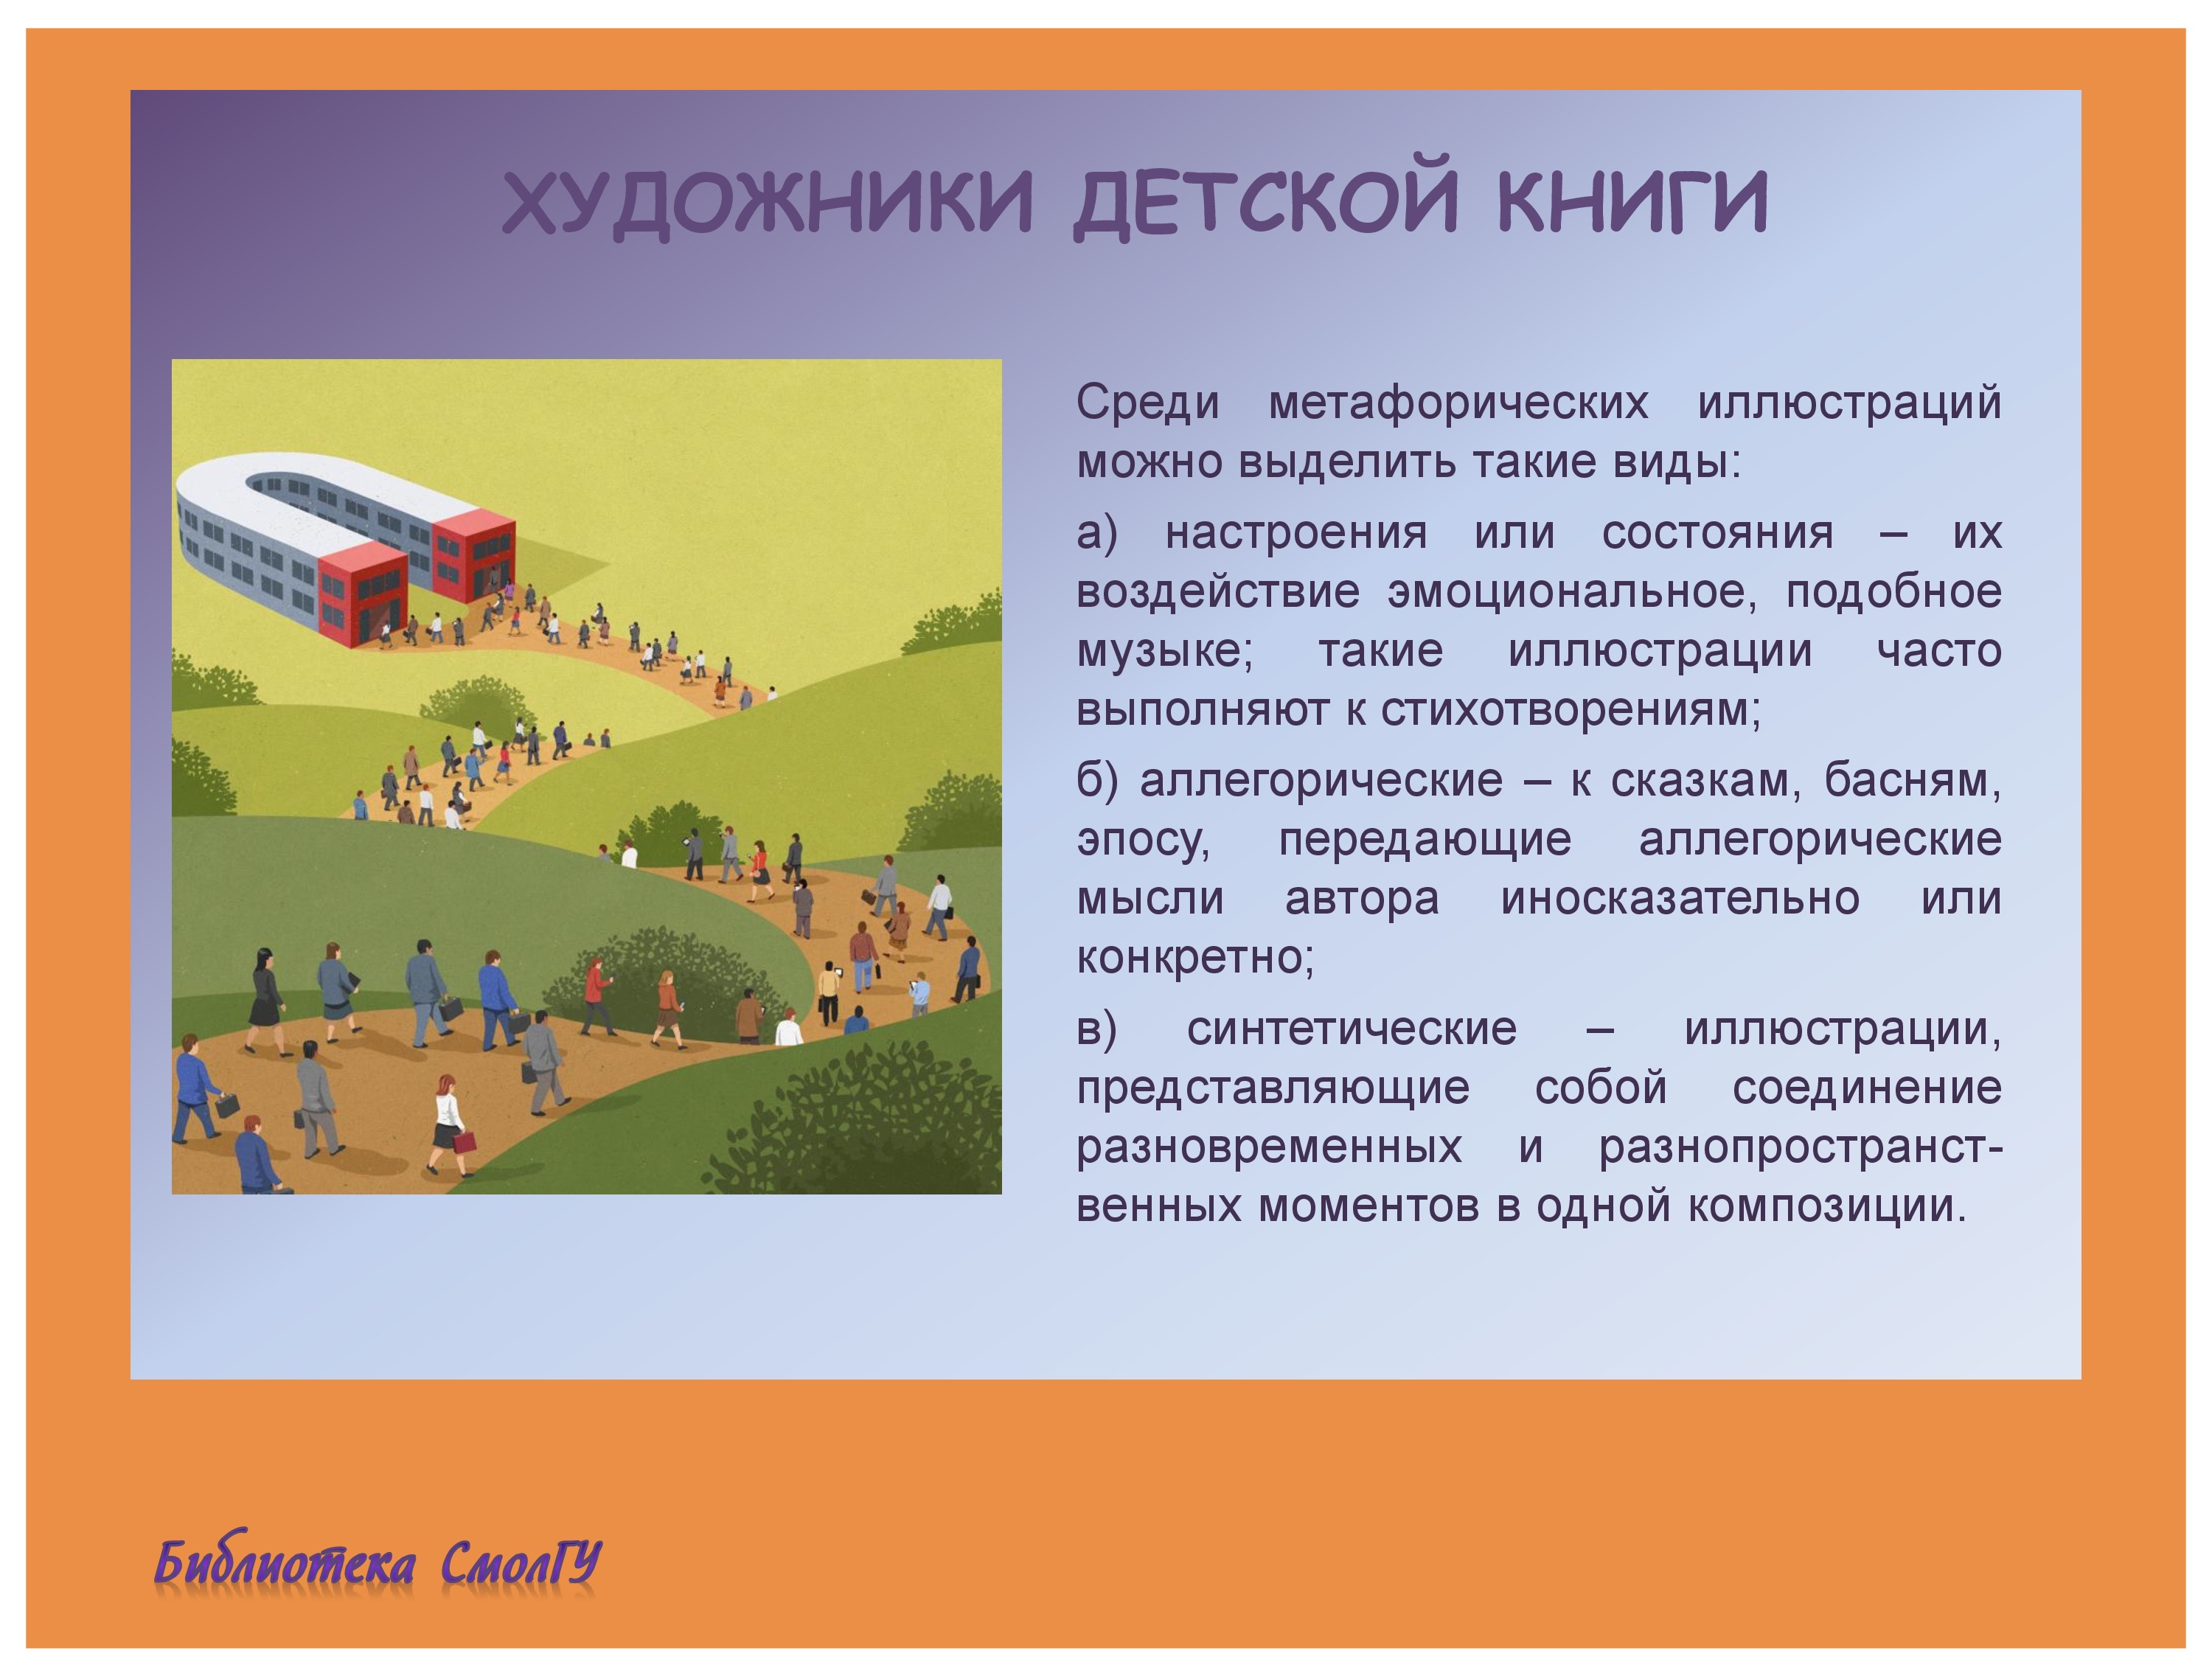 ХУДОЖНИКИ ДЕТСКОЙ КНИГИ
Среди метафорических иллюстраций
можно выделить такие виды:
а) настроения или состояния – их
воздействие эмоциональное, подобное
музыке; такие иллюстрации часто
выполняют к стихотворениям;
б) аллегорические – к сказкам, басням,
эпосу, передающие аллегорические
мысли автора иносказательно или
конкретно;
в) синтетические – иллюстрации,
представляющие собой соединение
разновременных и разнопространст-
венных моментов в одной композиции.
Библиотека СмолГУ